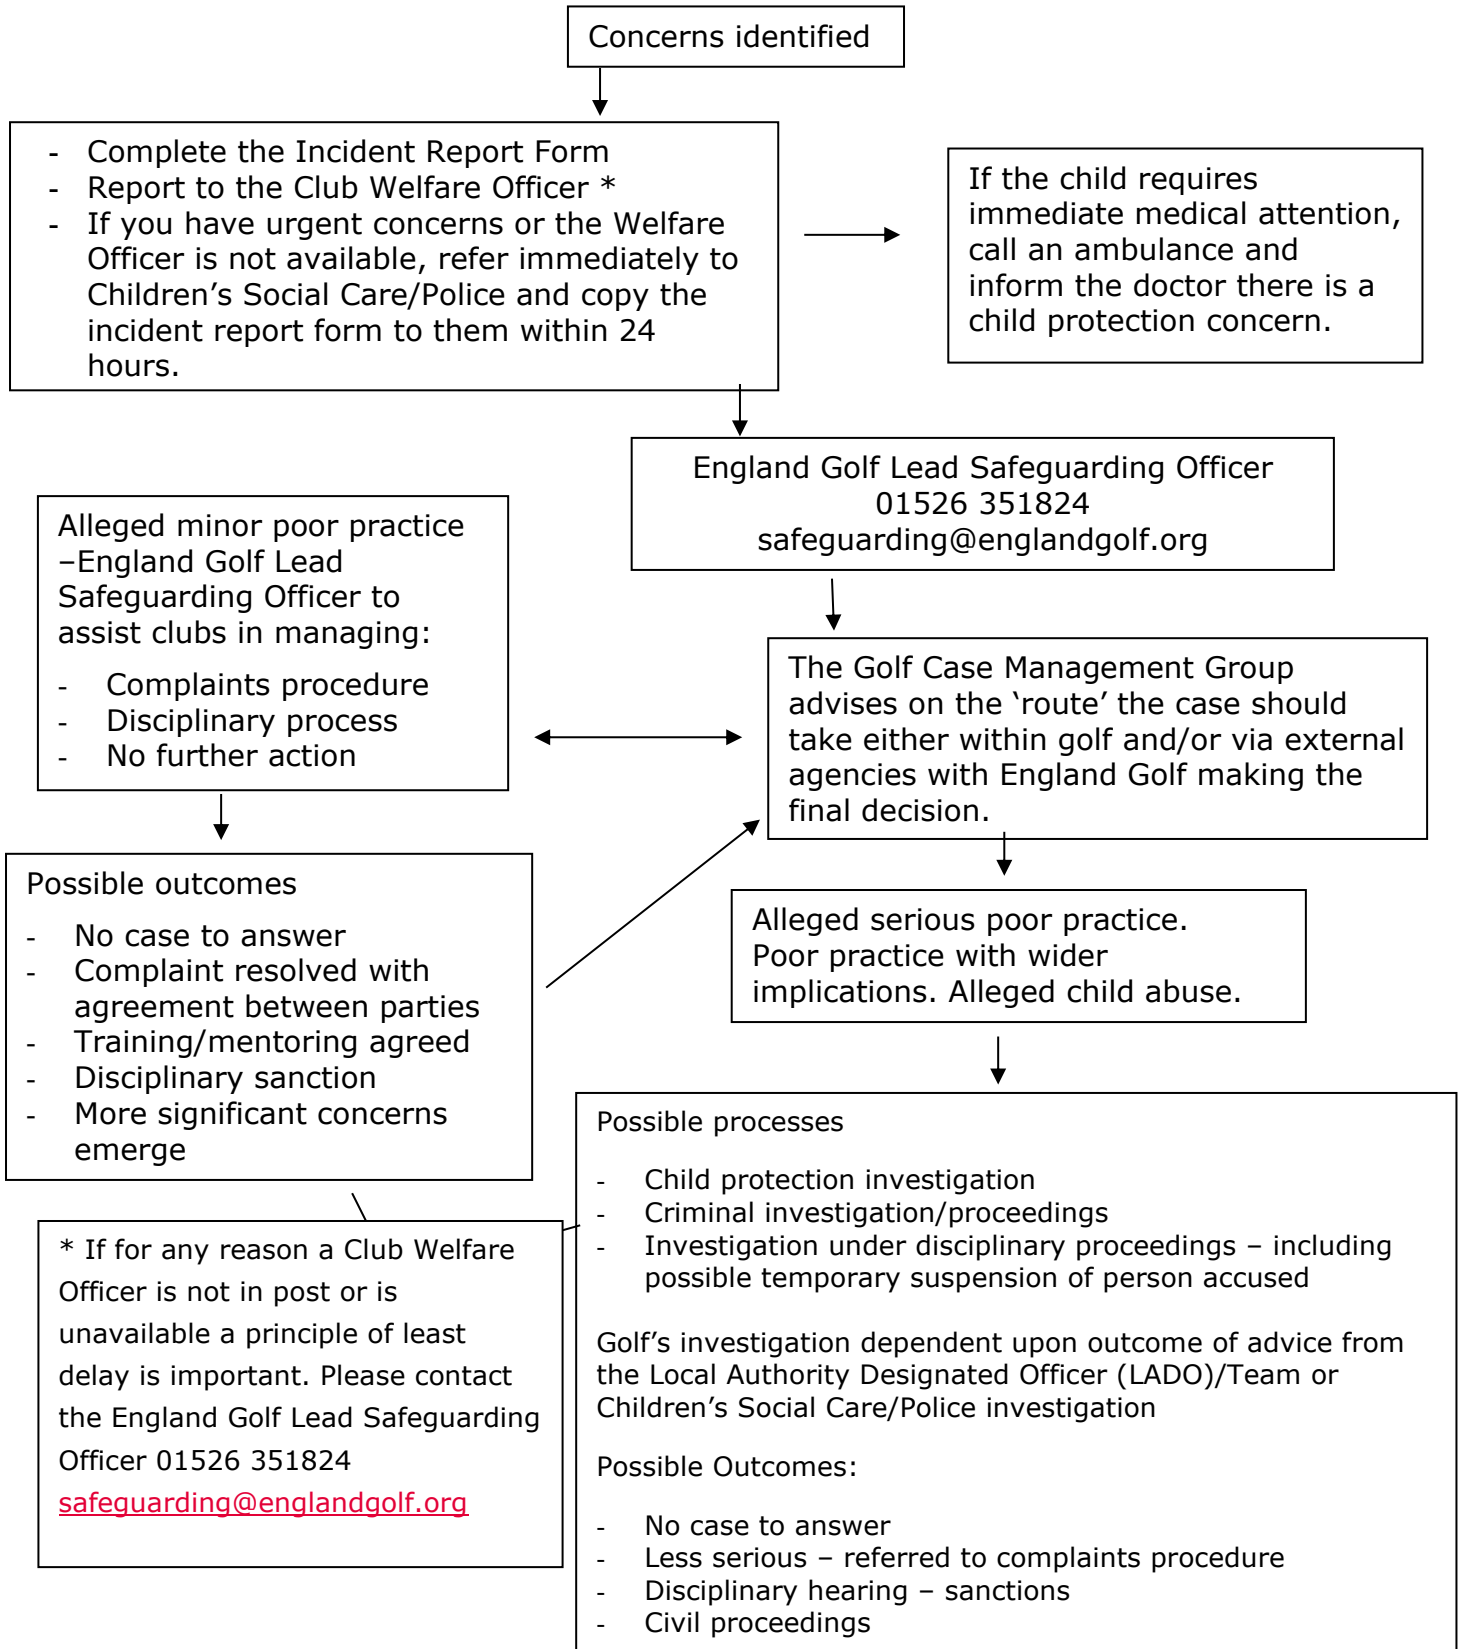 Concerns identified
- Complete the Incident Report Form
- Report to the Club Welfare Officer *
- If you have urgent concerns or the Welfare
Officer is not available, refer immediately to
Children’s Social Care/Police and copy the
incident report form to them within 24
hours.
If the child requires
immediate medical attention,
call an ambulance and
inform the doctor there is a
child protection concern.
England Golf Lead Safeguarding Officer
01526 351824
safeguarding@englandgolf.org
Alleged minor poor practice
–England Golf Lead
Safeguarding Officer to
assist clubs in managing:
- Complaints procedure
- Disciplinary process
- No further action
The Golf Case Management Group
advises on the ‘route’ the case should
take either within golf and/or via external
agencies with England Golf making the
final decision.
Possible outcomes
- No case to answer
- Complaint resolved with
agreement between parties
- Training/mentoring agreed
- Disciplinary sanction
- More significant concerns
emerge
Alleged serious poor practice.
Poor practice with wider
implications. Alleged child abuse.
* If for any reason a Club Welfare
Officer is not in post or is
unavailable a principle of least
delay is important. Please contact
the England Golf Lead Safeguarding
Officer 01526 351824
safeguarding@englandgolf.org
Possible processes
- Child protection investigation
- Criminal investigation/proceedings
- Investigation under disciplinary proceedings – including
possible temporary suspension of person accused
Golf’s investigation dependent upon outcome of advice from
the Local Authority Designated Officer (LADO)/Team or
Children’s Social Care/Police investigation
Possible Outcomes:
- No case to answer
- Less serious – referred to complaints procedure
- Disciplinary hearing – sanctions
- Civil proceedings